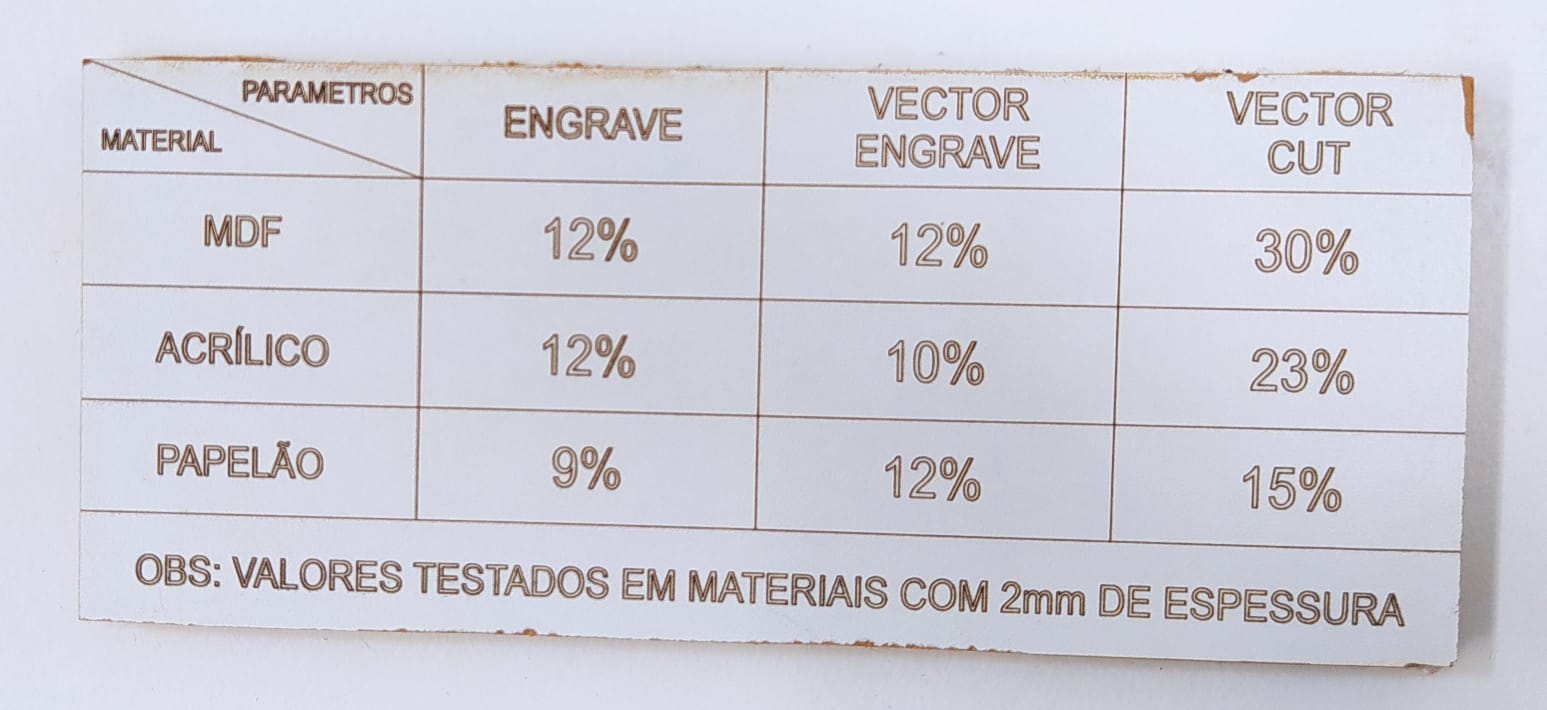 PARAMETROS
MATERIAL
ENGRAVE
VECTOR
ENGRAVE
VECTOR
CUT
MDF 12% 12% 30%
ACRÍLICO 12% 10% 23%
PAPELÃO 9% 12% 15%
OBS: VALORES TESTADOS EM MATERIAIS COM 2mm DE ESPESSURA